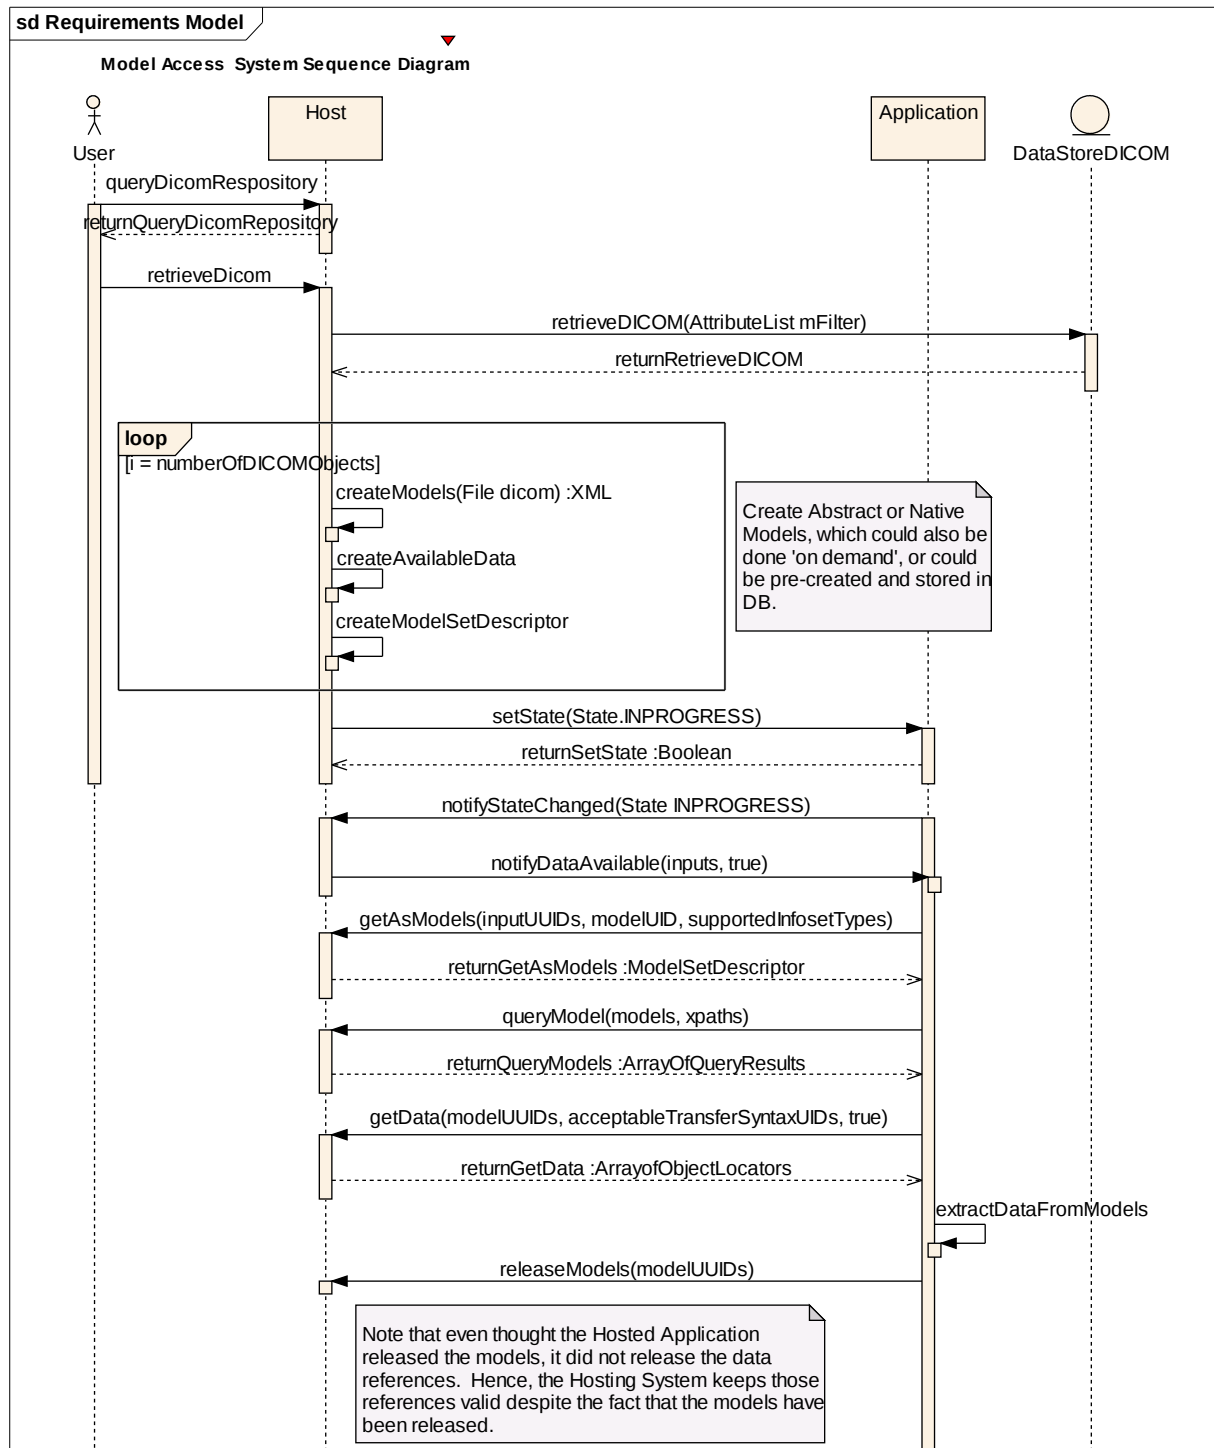 sd Requirements Model
Model Access  System Sequence Diagram
User
Host
Application
DataStoreDICOM
queryDicomRespository
returnQueryDicomRepository
retrieveDicom
retrieveDICOM(AttributeList mFilter)
returnRetrieveDICOM
loop
[i = numberOfDICOMObjects]
createModels(File dicom) :XML
createAvailableData
createModelSetDescriptor
Create Abstract or Native
Models, which could also be
done 'on demand', or could
be pre-created and stored in
DB.
setState(State.INPROGRESS)
returnSetState :Boolean
notifyStateChanged(State INPROGRESS)
notifyDataAvailable(inputs, true)
getAsModels(inputUUIDs, modelUID, supportedInfosetTypes)
returnGetAsModels :ModelSetDescriptor
queryModel(models, xpaths)
returnQueryModels :ArrayOfQueryResults
getData(modelUUIDs, acceptableTransferSyntaxUIDs, true)
returnGetData :ArrayofObjectLocators
extractDataFromModels
releaseModels(modelUUIDs)
Note that even thought the Hosted Application
released the models, it did not release the data
references.  Hence, the Hosting System keeps those
references valid despite the fact that the models have
been released.